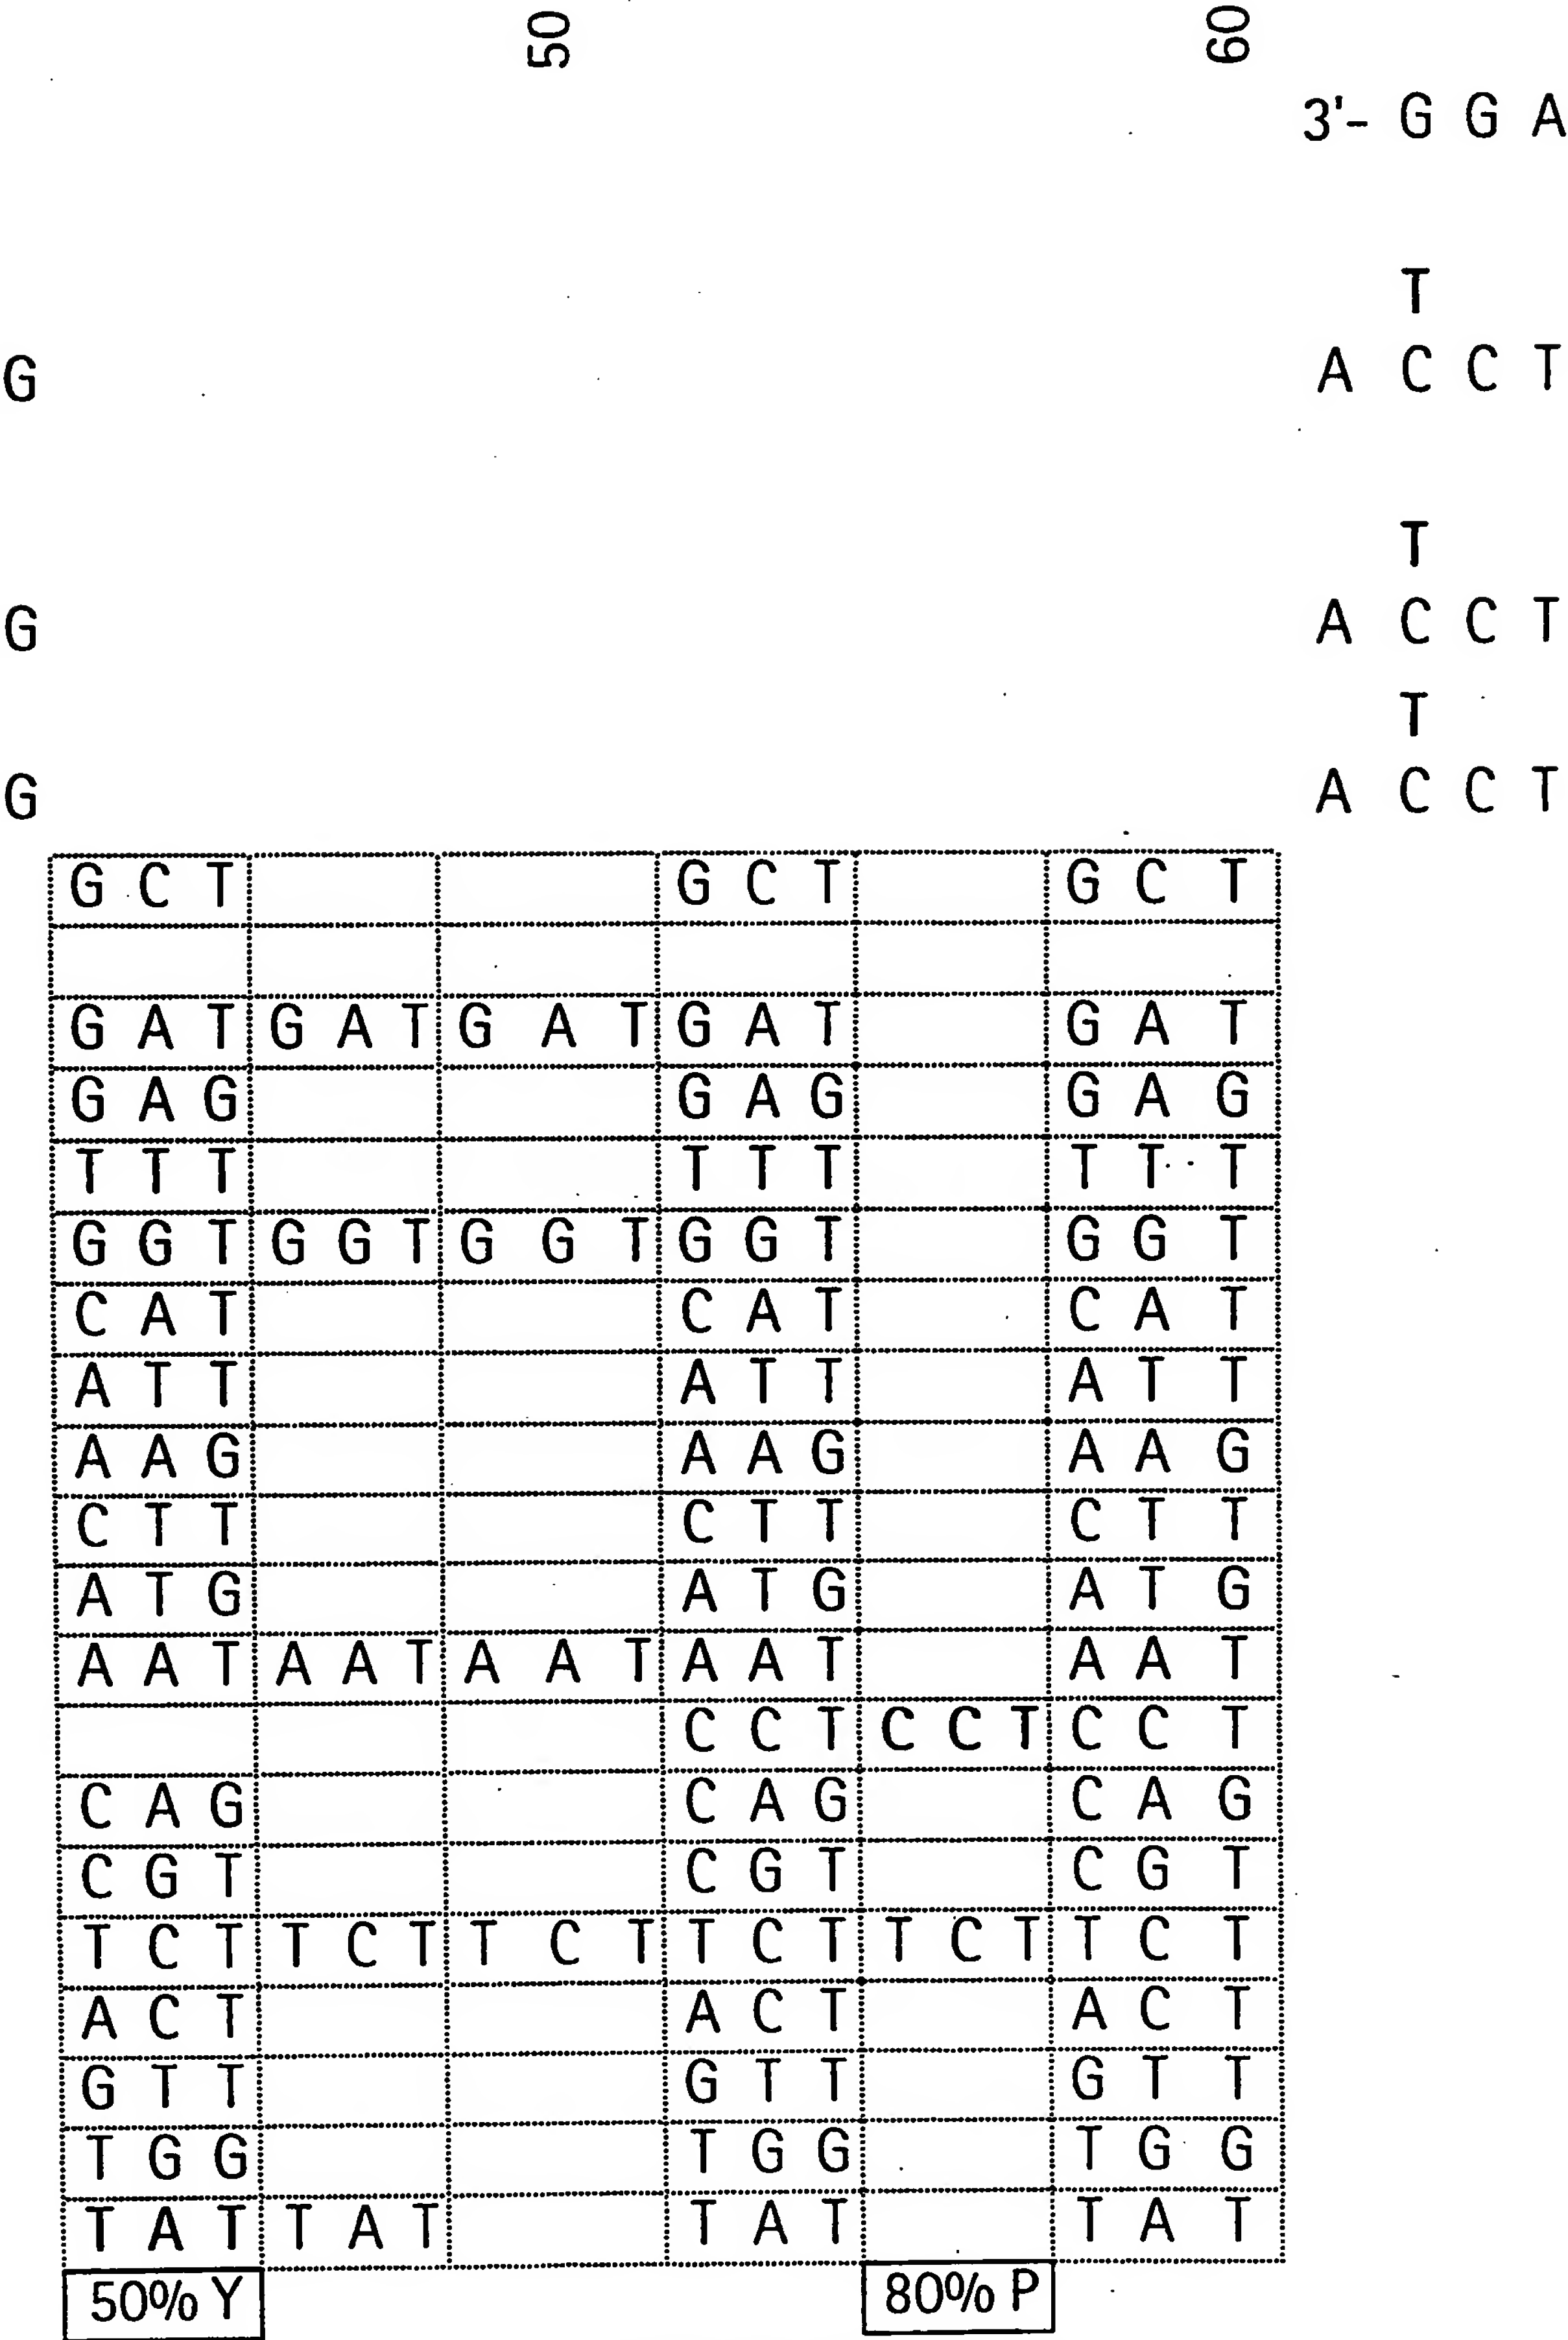 50 60
3'- G G A
T
G A C C T
T
G A C C T
T
G A C C T
G C T G C T G C T
G A T G A T G A T G A T G A T
G A G G A G G A G
T T T T T T T T T
G G T G G T G G T G G T G G T
C A T C A T C A T
A T T A T T A T T
A A G A A G A A G
C T T C T T C T T
A T G A T G A T G
A A T A A T A A T A A T A A T
C C T C C T C C T
C A G C A G C A G
C G T C G T C G T
T C T T C T T C T T C T T C T T C T
A C T A C T A C T
G T T G T T G T T
T G G T G G T G G
T A T T A T T A T T A T
50% Y 80% P